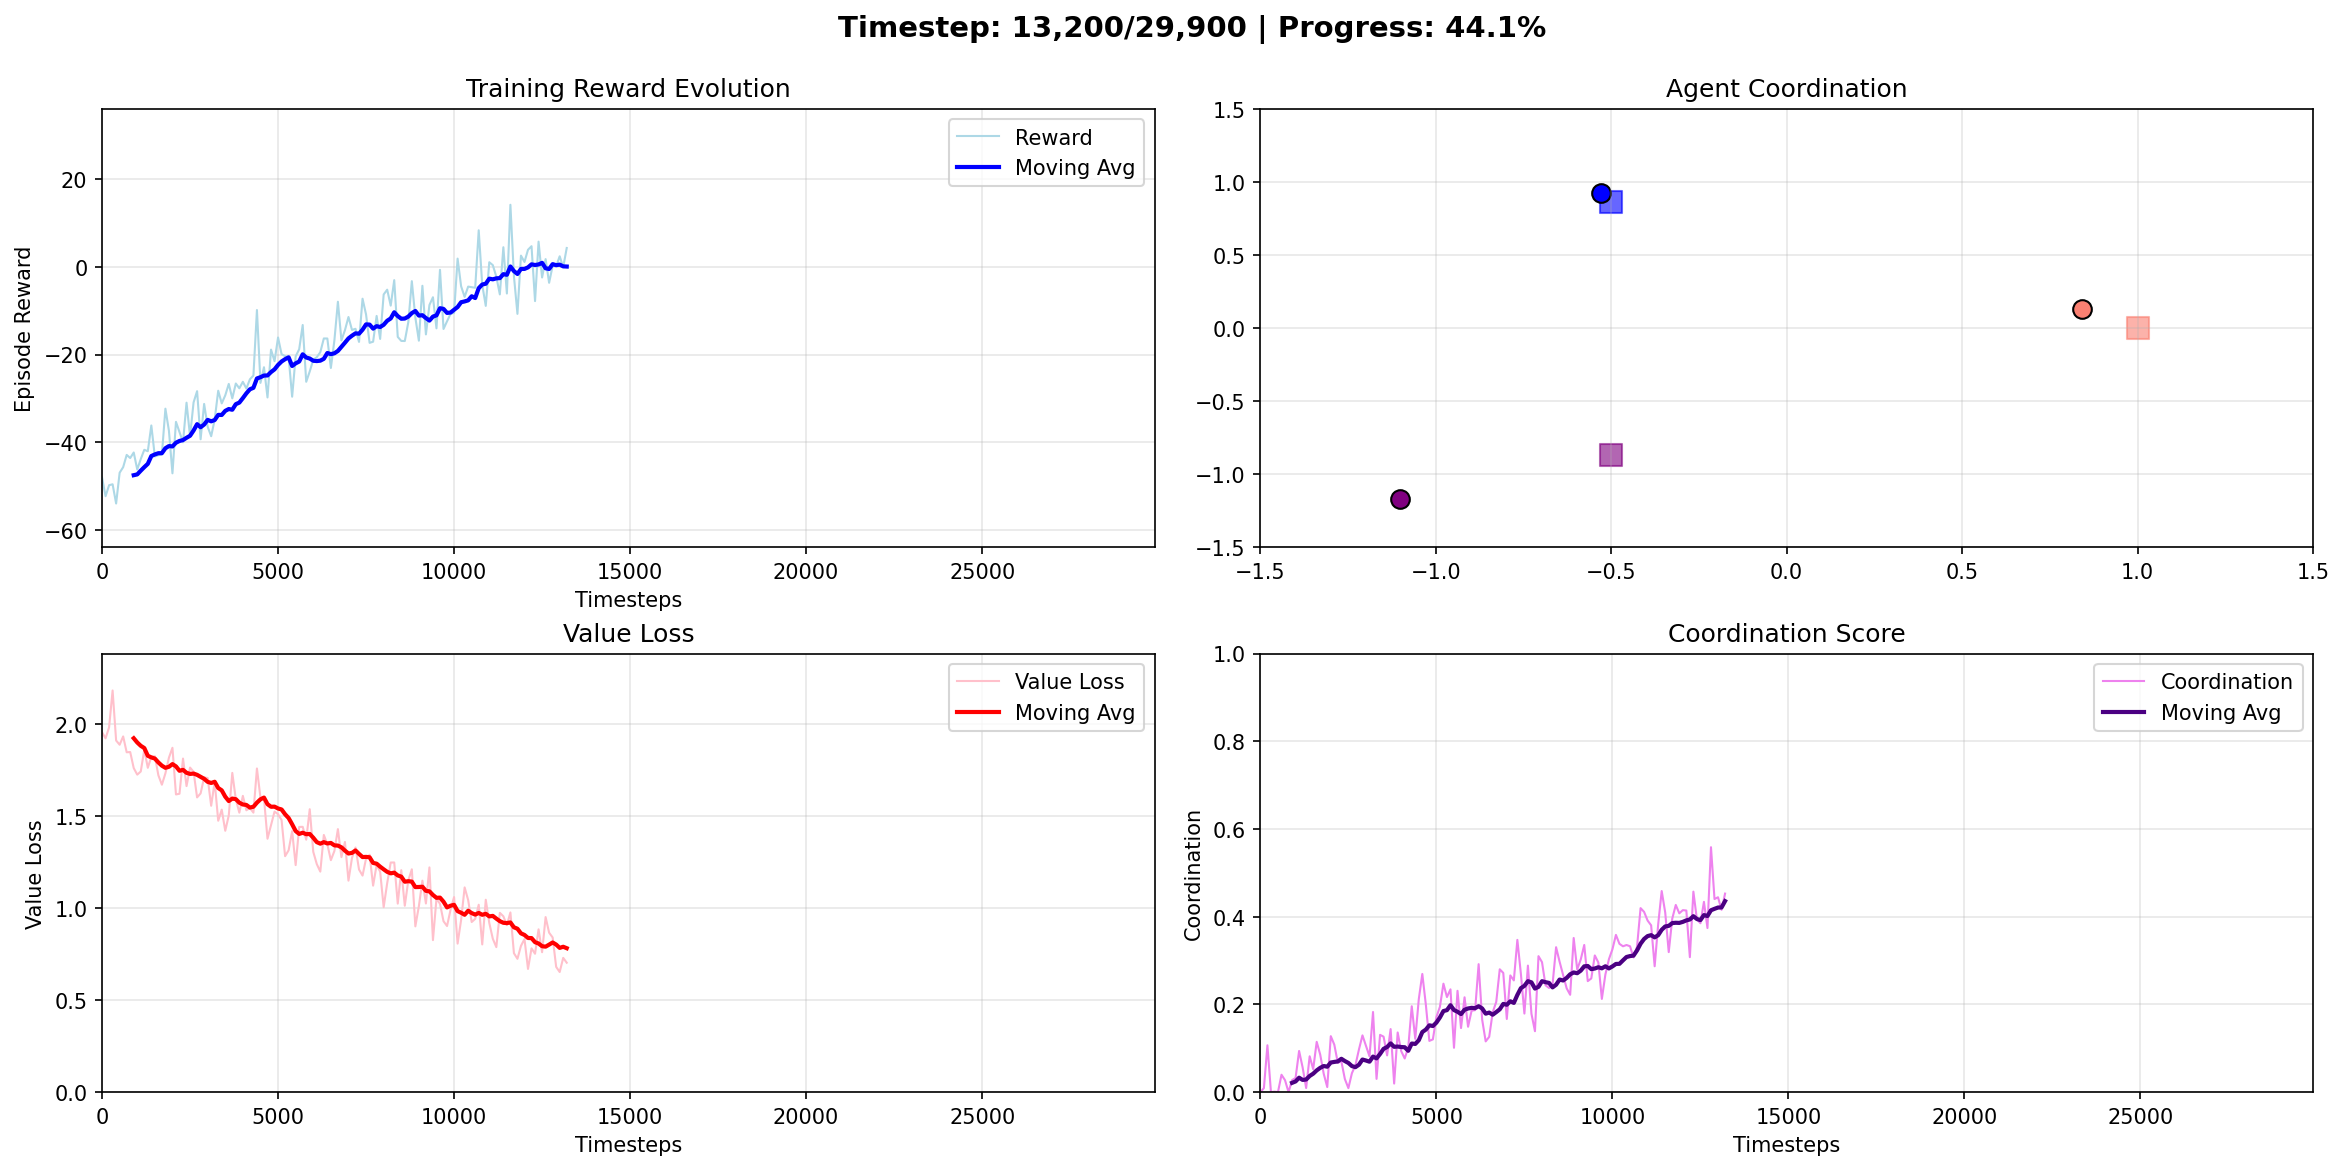 Timestep: 13,200/29,900 | Progress: 44.1%
Training Reward Evolution
Episode Reward
20
0
−20
−40
−60
Reward
Moving Avg
0
5000
10000
15000
20000
25000
Timesteps
Agent Coordination
1.5
1.0
0.5
0.0
−0.5
−1.0
−1.5
−1.5
−1.0
−0.5
0.0
0.5
1.0
1.5
Value Loss
Value Loss
2.0
1.5
1.0
0.5
0.0
Value Loss
Moving Avg
0
5000
10000
15000
20000
25000
Timesteps
Coordination Score
Coordination
1.0
0.8
0.6
0.4
0.2
0.0
Coordination
Moving Avg
0
5000
10000
15000
20000
25000
Timesteps